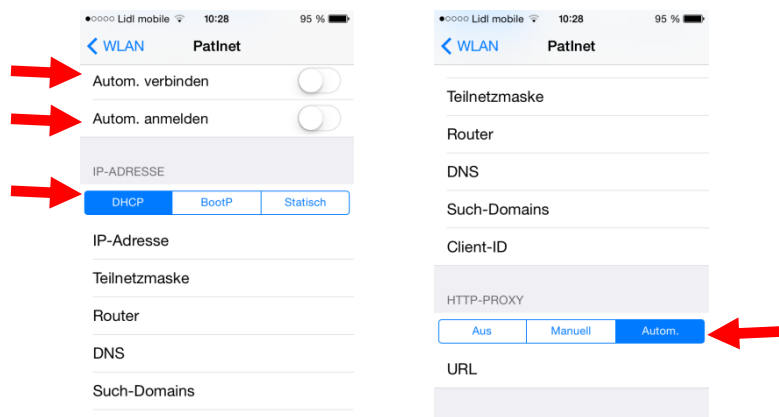 Lidl mobile 10:28 95 %
WLAN PatInet
Autom. verbinden
Autom. anmelden
IP-ADRESSE
DHCP BootP Statisch
IP-Adresse
Teilnetzmaske
Router
DNS
Such-Domains
Lidl mobile 10:28 95 %
WLAN PatInet
Teilnetzmaske
Router
DNS
Such-Domains
Client-ID
HTTP-PROXY
Aus Manuell Autom.
URL